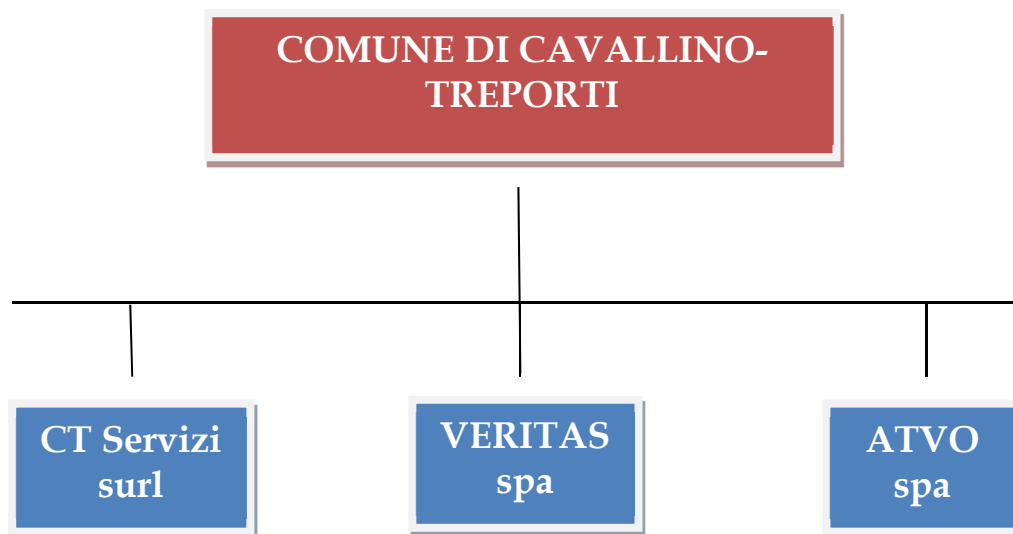 COMUNE DI CAVALLINO-
TREPORTI
CT Servizi
surl
VERITAS
spa
ATVO
spa